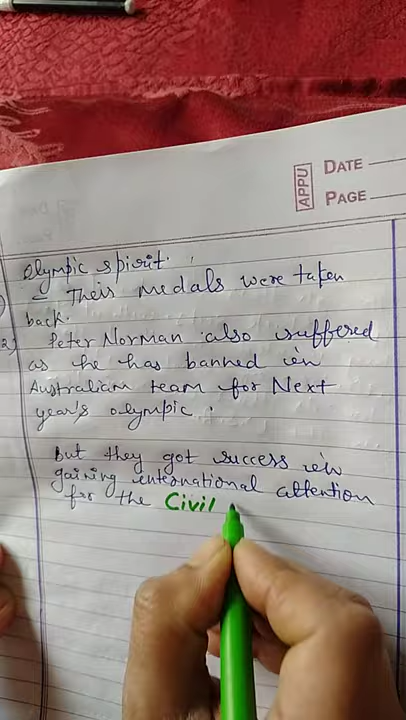 APPU
DATE
PAGE
olympic spirit.
- Their medals were taken
back.
2) Peter Norman also suffered
as he has banned in
Australian team for Next
year's olympic.
But they got success in
gaining international attention
for the Civil